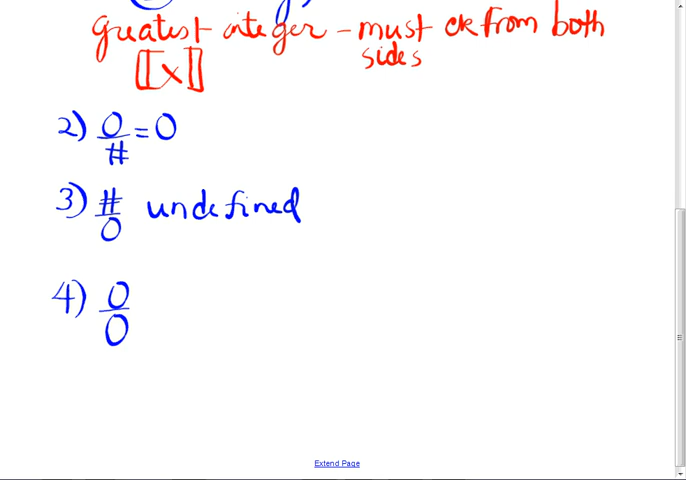 greatest integer - must ck from both
[[x]] sides
2) 0/# = 0
3) #/0 undefined
4) 0/0
Extend Page